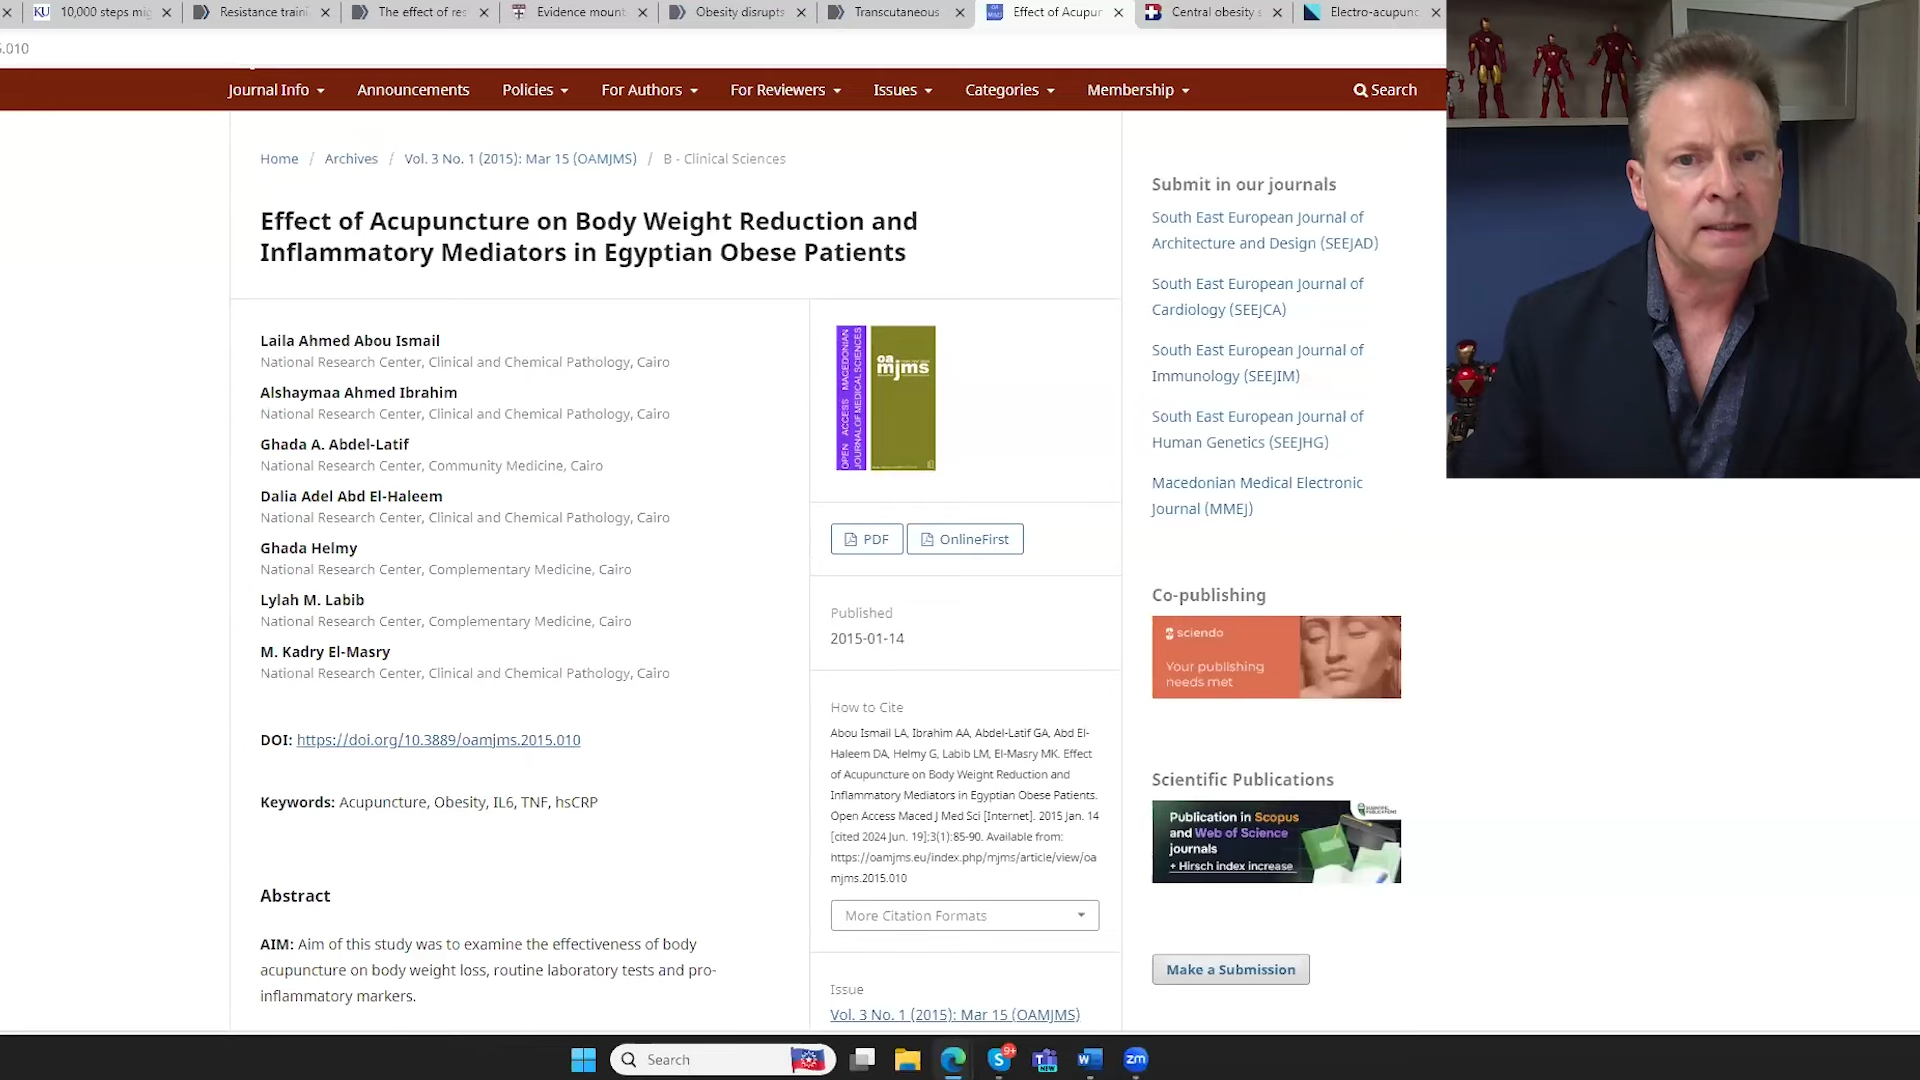 10,000 steps mig
Resistance traini
The effect of res
Evidence mount
Obesity disrupts
Transcutaneous
Effect of Acupur
Central obesity s
Electro-acupunc
5.010
Journal Info
Announcements
Policies
For Authors
For Reviewers
Issues
Categories
Membership
Search
Home / Archives / Vol. 3 No. 1 (2015): Mar 15 (OAMJMS) / B - Clinical Sciences
Effect of Acupuncture on Body Weight Reduction and
Inflammatory Mediators in Egyptian Obese Patients
Laila Ahmed Abou Ismail
National Research Center, Clinical and Chemical Pathology, Cairo
Alshaymaa Ahmed Ibrahim
National Research Center, Clinical and Chemical Pathology, Cairo
Ghada A. Abdel-Latif
National Research Center, Community Medicine, Cairo
Dalia Adel Abd El-Haleem
National Research Center, Clinical and Chemical Pathology, Cairo
Ghada Helmy
National Research Center, Complementary Medicine, Cairo
Lylah M. Labib
National Research Center, Complementary Medicine, Cairo
M. Kadry El-Masry
National Research Center, Clinical and Chemical Pathology, Cairo
DOI: https://doi.org/10.3889/oamjms.2015.010
Keywords: Acupuncture, Obesity, IL6, TNF, hsCRP
Abstract
AIM: Aim of this study was to examine the effectiveness of body
acupuncture on body weight loss, routine laboratory tests and pro-
inflammatory markers.
OPEN ACCESS MACEDONIAN
JOURNAL OF MEDICAL SCIENCES
oa
mjms
PDF
OnlineFirst
Published
2015-01-14
How to Cite
Abou Ismail LA, Ibrahim AA, Abdel-Latif GA, Abd El-
Haleem DA, Helmy G, Labib LM, El-Masry MK. Effect
of Acupuncture on Body Weight Reduction and
Inflammatory Mediators in Egyptian Obese Patients.
Open Access Maced J Med Sci [Internet]. 2015 Jan. 14
[cited 2024 Jun. 19];3(1):85-90. Available from:
https://oamjms.eu/index.php/mjms/article/view/oa
mjms.2015.010
More Citation Formats
Issue
Vol. 3 No. 1 (2015): Mar 15 (OAMJMS)
Submit in our journals
South East European Journal of
Architecture and Design (SEEJAD)
South East European Journal of
Cardiology (SEEJCA)
South East European Journal of
Immunology (SEEJIM)
South East European Journal of
Human Genetics (SEEJHG)
Macedonian Medical Electronic
Journal (MMEJ)
Co-publishing
sciendo
Your publishing
needs met
Scientific Publications
Publication in Scopus
and Web of Science
journals
+ Hirsch index increase
Make a Submission
Search
9+
NEW
zm